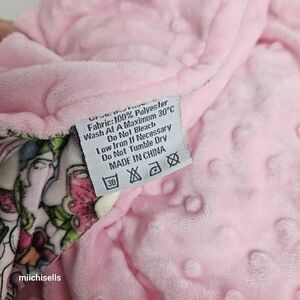 Fabric:100% Polyester
Wash At A Maximum 30°C
Do Not Bleach
Low Iron If Necessary
Do Not Tumble Dry
MADE IN CHINA
30
miichisells